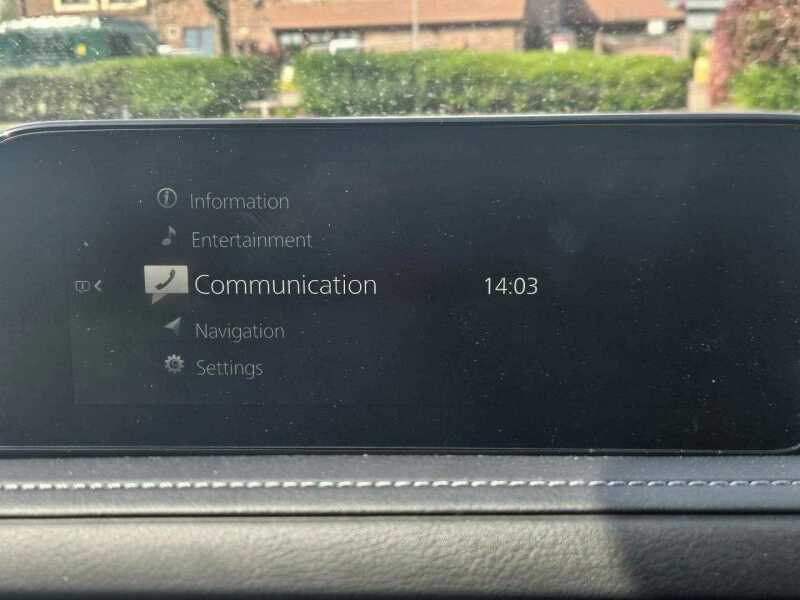 Information
Entertainment
Communication
14:03
Navigation
Settings